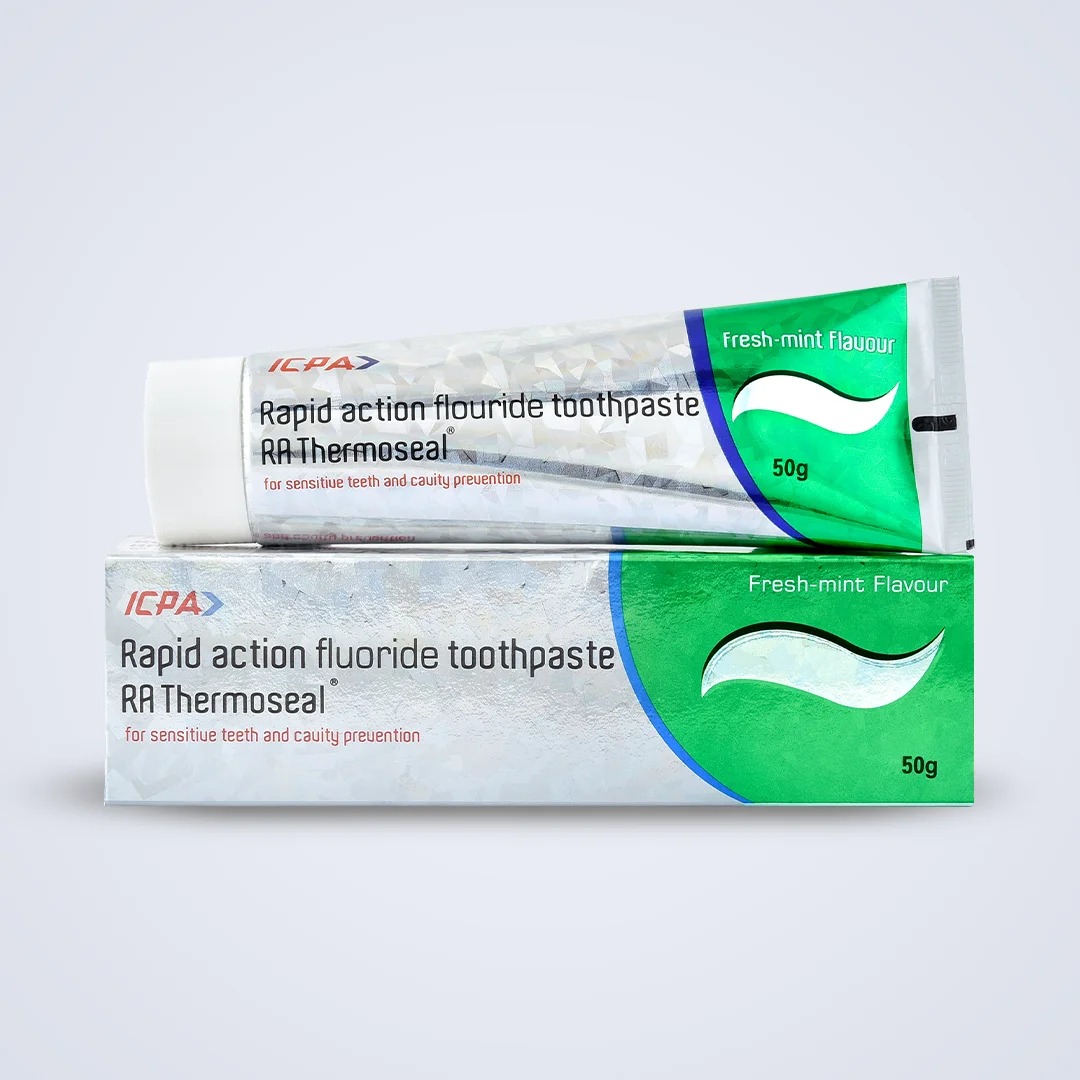 ICPA
Rapid action flouride toothpaste
RA Thermoseal®
for sensitive teeth and cavity prevention
Fresh-mint Flavour
50g
ICPA
Rapid action fluoride toothpaste
RA Thermoseal®
for sensitive teeth and cavity prevention
Fresh-mint Flavour
50g